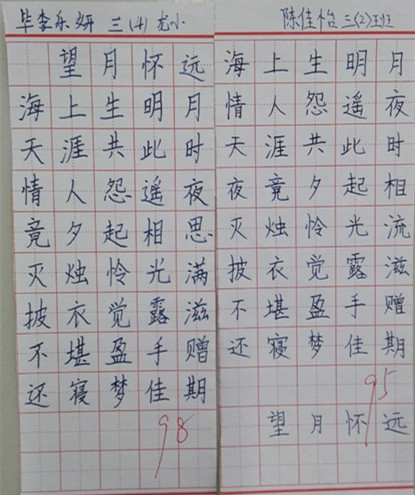 毕李乐妍 三(4)
望月怀远
海上生明月
天涯共此时
情人怨遥夜
竟夕起相思
灭烛怜光满
披衣觉露滋
不堪盈手赠
还寝梦佳期
98
陈佳怡 三(2)班
海上生明月
情人怨遥夜
天涯共此时
夜竟夕起相
灭烛怜光流
披衣觉露滋
不堪盈手赠
还寝梦佳期
95
望月怀远